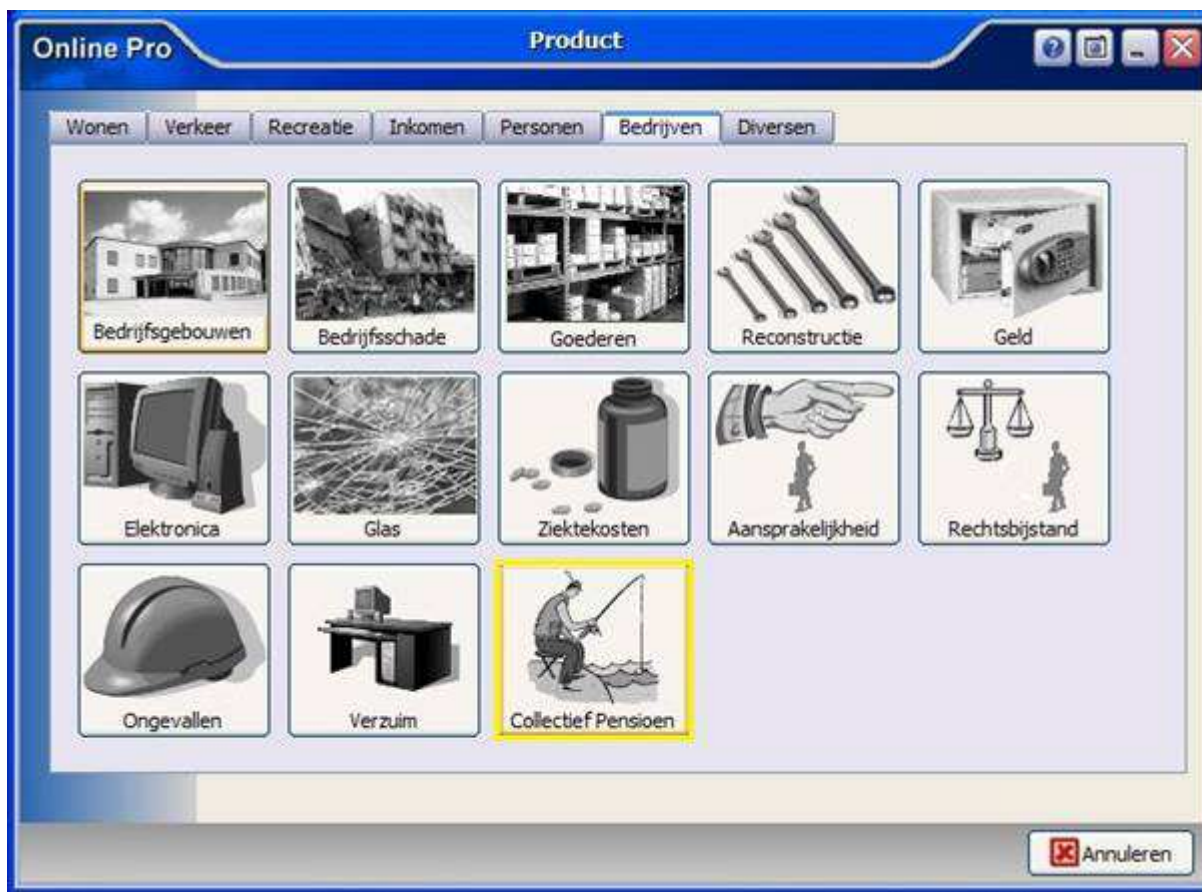 Online Pro
Product
Wonen
Verkeer
Recreatie
Inkomen
Personen
Bedrijven
Diversen
Bedrijfsgebouwen
Bedrijfsschade
Goederen
Reconstructie
Geld
Elektronica
Glas
Ziektekosten
Aansprakelijkheid
Rechtsbijstand
Ongevallen
Verzuim
Collectief Pensioen
Annuleren